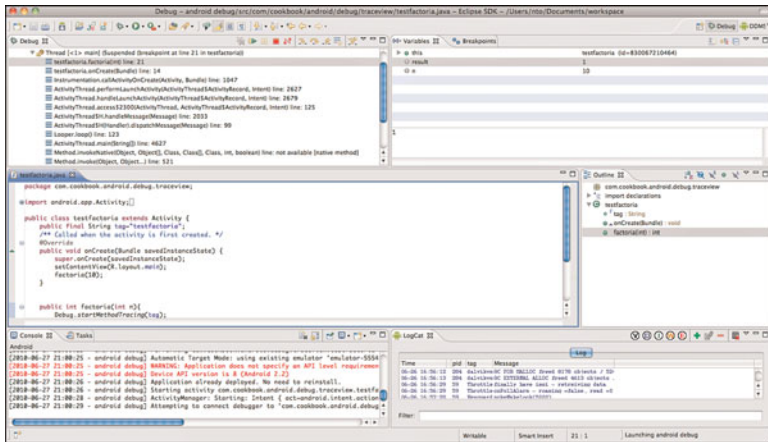 Debug – android debug/src/com/cookbook/android/debug/traceview/testfactoria.java – Eclipse SDK – /Users/nto/Documents/workspace
Debug
DDMS
Debug
Thread [<1> main] (Suspended (breakpoint at line 21 in testfactoria))
testfactoria.factoria(int) line: 21
testfactoria.onCreate(Bundle) line: 14
Instrumentation.callActivityOnCreate(Activity, Bundle) line: 1047
ActivityThread.performLaunchActivity(ActivityThread$ActivityRecord, Intent) line: 2627
ActivityThread.handleLaunchActivity(ActivityThread$ActivityRecord, Intent) line: 2679
ActivityThread.access$2300(ActivityThread, ActivityThread$ActivityRecord, Intent) line: 125
ActivityThread$H.handleMessage(Message) line: 2033
ActivityThread$H(Handler).dispatchMessage(Message) line: 99
Looper.loop() line: 123
ActivityThread.main(String[]) line: 4627
Method.invokeNative(Object, Object[], Class, Class[], Class, int, boolean) line: not available [native method]
Method.invoke(Object, Object...) line: 521
Variables
Breakpoints
this testfactoria (id=830067210464)
result 1
n 10
1
testfactoria.java
package com.cookbook.android.debug.traceview;
import android.app.Activity;
public class testfactoria extends Activity {
public final String tag="testfactoria";
/** Called when the activity is first created. */
@Override
public void onCreate(Bundle savedInstanceState) {
super.onCreate(savedInstanceState);
setContentView(R.layout.main);
factoria(10);
}
public int factoria(int n){
Debug.startMethodTracing(tag);
Outline
com.cookbook.android.debug.traceview
import declarations
testfactoria
tag : String
onCreate(Bundle) : void
factoria(int) : int
Console
Tasks
Android
[2010-06-27 21:00:25 - android debug] Automatic Target Mode: using existing emulator "emulator-5554
[2010-06-27 21:00:25 - android debug] WARNING: Application does not specify an API level requiremen
[2010-06-27 21:00:25 - android debug] Device API version is 8 (Android 2.2)
[2010-06-27 21:00:26 - android debug] Application already deployed. No need to reinstall.
[2010-06-27 21:00:26 - android debug] Starting activity com.cookbook.android.debug.traceview.testfa
[2010-06-27 21:00:28 - android debug] ActivityManager: Starting: Intent { act=android.intent.action
[2010-06-27 21:00:29 - android debug] Attempting to connect debugger to 'com.cookbook.android.debug
LogCat
Log
Time pid tag Message
Filter:
Writable
Smart Insert
21 : 1
Launching android debug